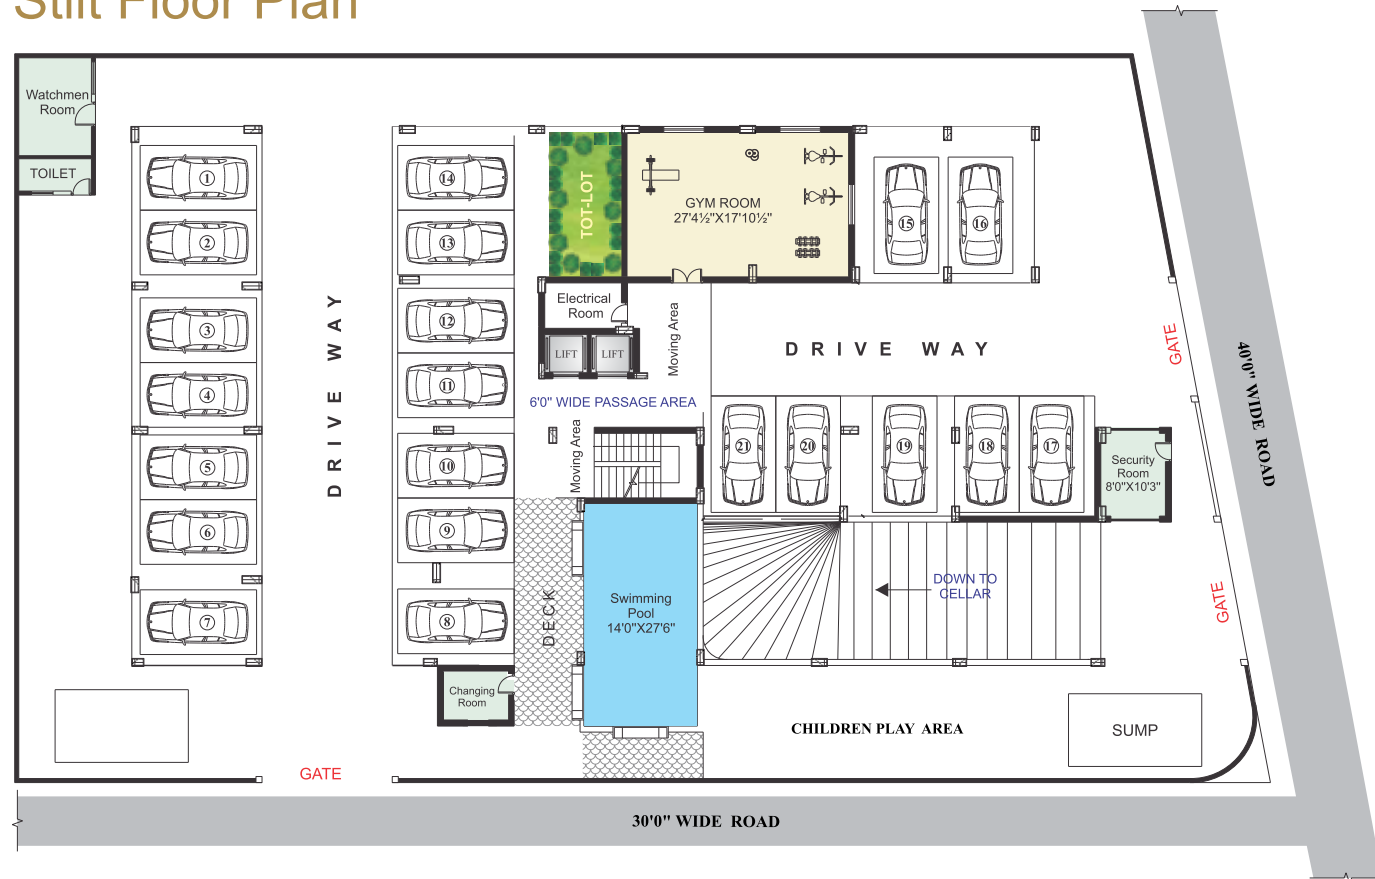 Stilt Floor Plan
Watchmen
Room
TOILET
1
2
3
4
5
6
7
DRIVE WAY
14
13
12
11
10
9
8
TOT-LOT
GYM ROOM
27'4½"X17'10½"
15
16
Electrical
Room
LIFT
LIFT
Moving Area
DRIVE WAY
6'0" WIDE PASSAGE AREA
Moving Area
21
20
19
18
17
Security
Room
8'0"X10'3"
GATE
40'0" WIDE ROAD
DECK
Swimming
Pool
14'0"X27'6"
DOWN TO
CELLAR
GATE
Changing
Room
CHILDREN PLAY AREA
SUMP
GATE
30'0" WIDE ROAD